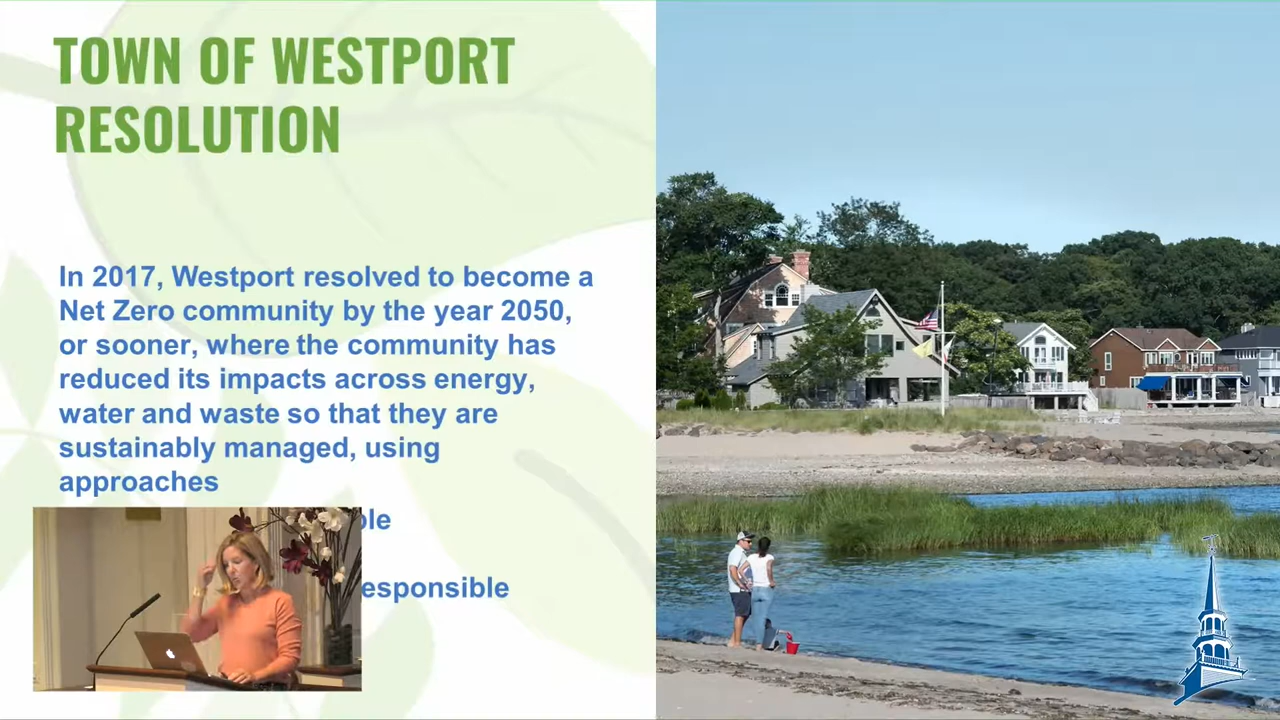 TOWN OF WESTPORT
RESOLUTION
In 2017, Westport resolved to become a
Net Zero community by the year 2050,
or sooner, where the community has
reduced its impacts across energy,
water and waste so that they are
sustainably managed, using
approaches